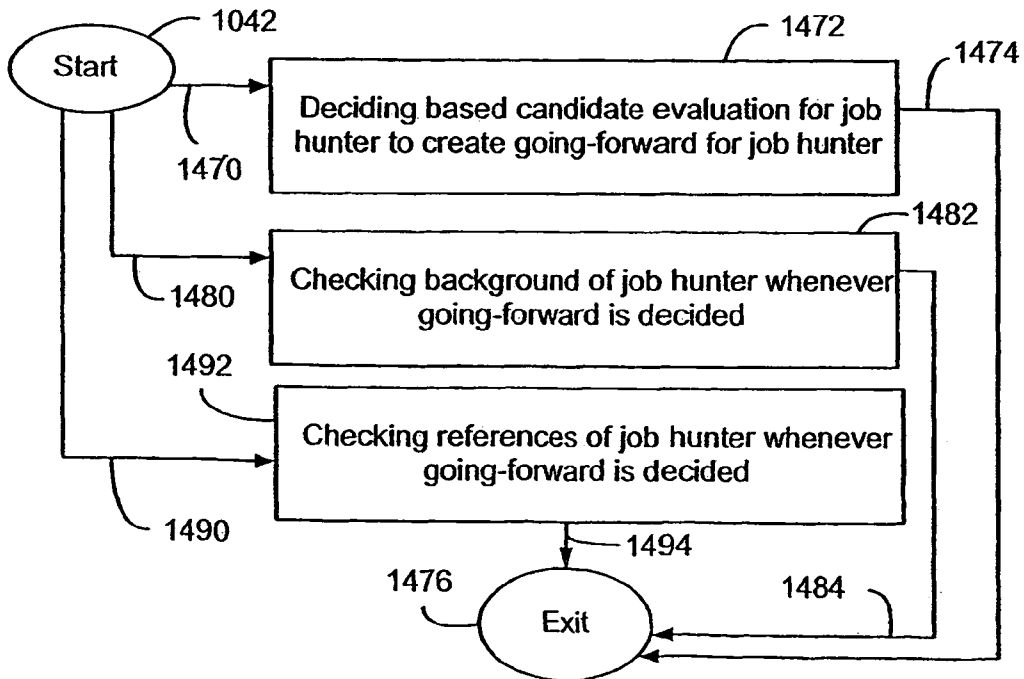 1042
Start
1472
1474
Deciding based candidate evaluation for job
hunter to create going-forward for job hunter
1470
1482
Checking background of job hunter whenever
going-forward is decided
1480
1492
Checking references of job hunter whenever
going-forward is decided
1490
1494
1476
Exit
1484